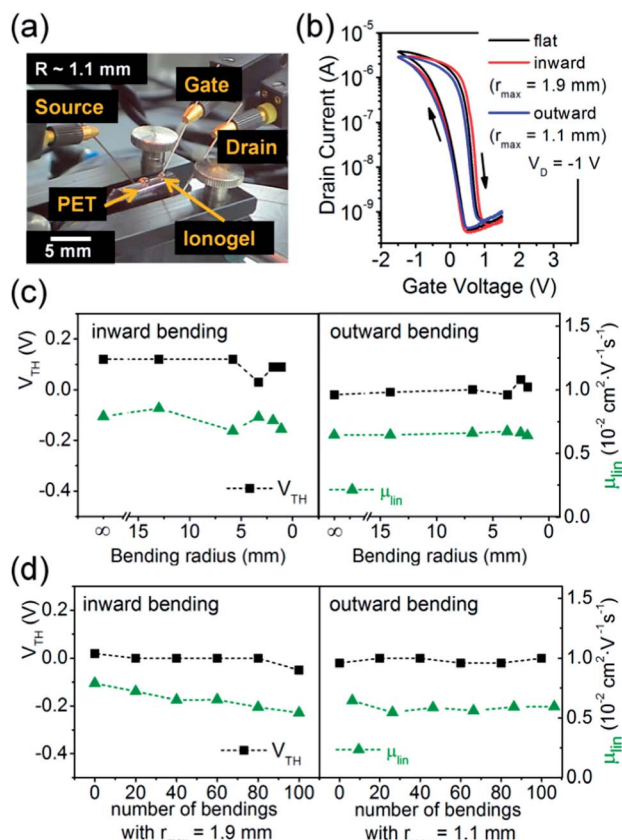 (a)
R ~ 1.1 mm
Source
Gate
Drain
PET
Ionogel
5 mm
(b)
10⁻⁵
10⁻⁶
10⁻⁷
10⁻⁸
10⁻⁹
Drain Current (A)
flat
inward
(r_max = 1.9 mm)
outward
(r_max = 1.1 mm)
V_D = -1 V
-2 -1 0 1 2 3
Gate Voltage (V)
(c)
inward bending
outward bending
V_TH (V)
0.2
0.0
-0.2
-0.4
1.5
1.0
0.5
0.0
μ_lin (10⁻² cm²·V⁻¹s⁻¹)
V_TH
μ_lin
∞ 15 10 5 0
∞ 15 10 5 0
Bending radius (mm)
Bending radius (mm)
(d)
inward bending
outward bending
V_TH (V)
0.2
0.0
-0.2
-0.4
1.5
1.0
0.5
0.0
μ_lin (10⁻² cm²·V⁻¹s⁻¹)
V_TH
μ_lin
0 20 40 60 80 100
0 20 40 60 80 100
number of bendings
number of bendings
with r = 1.9 mm
with r = 1.1 mm